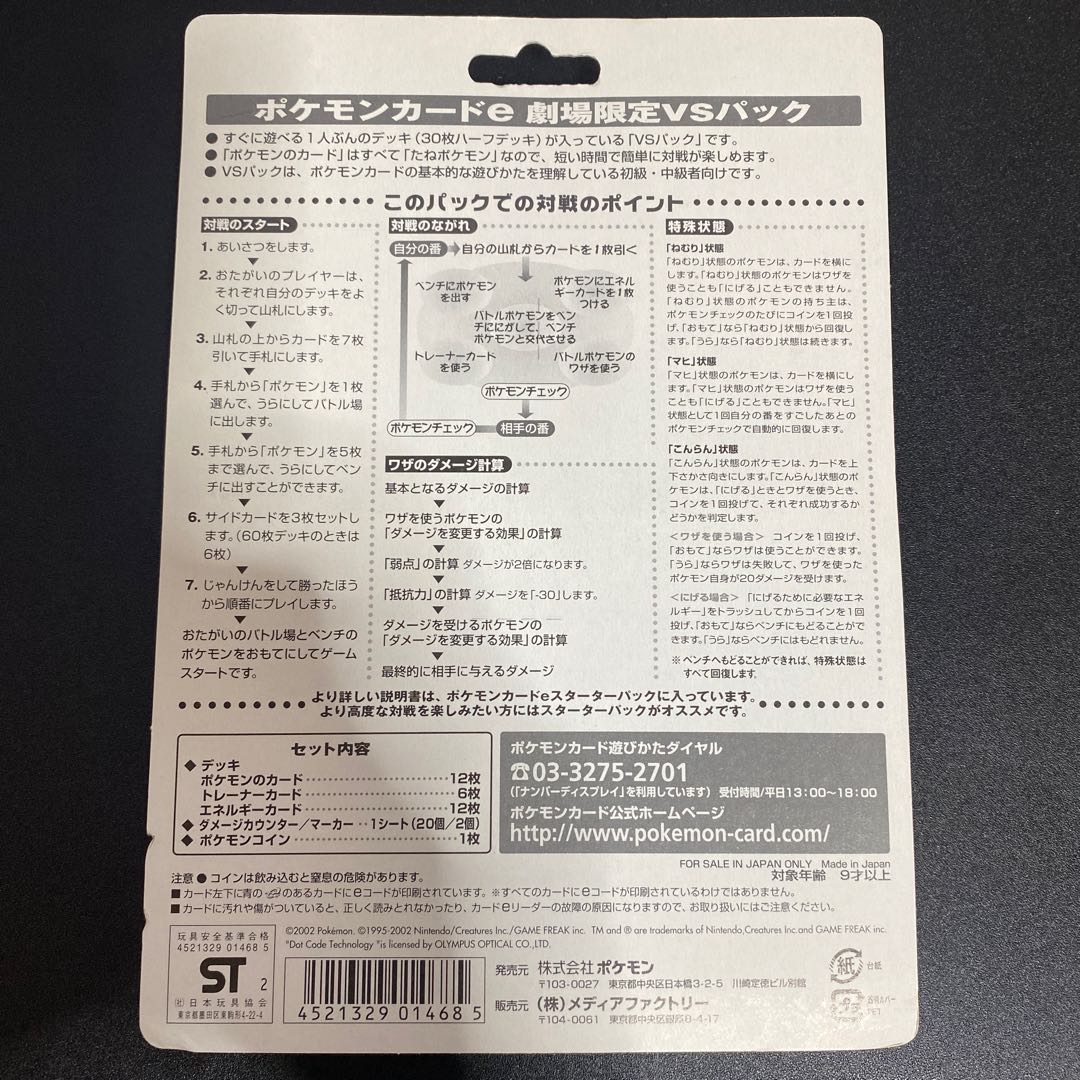 ポケモンカードe 劇場限定VSパック
● すぐに遊べる1人ぶんのデッキ(30枚ハーフデッキ)が入っている「VSパック」です。
● 「ポケモンのカード」はすべて「たねポケモン」なので、短い時間で簡単に対戦が楽しめます。
● VSパックは、ポケモンカードの基本的な遊びかたを理解している初級・中級者向けです。
このパックでの対戦のポイント
対戦のスタート
1. あいさつをします。
▼
2. おたがいのプレイヤーは、
それぞれ自分のデッキをよ
く切って山札にします。
▼
3. 山札の上からカードを7枚
引いて手札にします。
▼
4. 手札から「ポケモン」を1枚
選んで、うらにしてバトル場
に出します。
▼
5. 手札から「ポケモン」を5枚
まで選んで、うらにしてベン
チに出すことができます。
▼
6. サイドカードを3枚セットし
ます。(60枚デッキのときは
6枚)
▼
7. じゃんけんをして勝ったほう
から順番にプレイします。
▼
おたがいのバトル場とベンチの
ポケモンをおもてにしてゲーム
スタートです。
対戦のながれ
自分の番 自分の山札からカードを1枚引く
ベンチにポケモン
を出す
ポケモンにエネル
ギーカードを1枚
つける
バトルポケモンをベン
チににがして、ベンチ
ポケモンと交代させる
トレーナーカード
を使う
バトルポケモンの
ワザを使う
ポケモンチェック
ポケモンチェック 相手の番
ワザのダメージ計算
基本となるダメージの計算
▼
ワザを使うポケモンの
「ダメージを変更する効果」の計算
▼
「弱点」の計算 ダメージが2倍になります。
▼
「抵抗力」の計算 ダメージを「-30」します。
▼
ダメージを受けるポケモンの
「ダメージを変更する効果」の計算
▼
最終的に相手に与えるダメージ
特殊状態
「ねむり」状態
「ねむり」状態のポケモンは、カードを横に
します。「ねむり」状態のポケモンはワザを
使うことも「にげる」こともできません。
「ねむり」状態のポケモンの持ち主は、
ポケモンチェックのたびにコインを1回投
げ、「おもて」なら「ねむり」状態から回復しま
す。「うら」なら「ねむり」状態は続きます。
「マヒ」状態
「マヒ」状態のポケモンは、カードを横にし
ます。「マヒ」状態のポケモンはワザを使う
ことも「にげる」こともできません。「マヒ」
状態として1回自分の番をすごしたあとの
ポケモンチェックで自動的に回復します。
「こんらん」状態
「こんらん」状態のポケモンは、カードを上
下さかさ向きにします。「こんらん」状態のポケ
モンは、「にげる」ときとワザを使うとき、
コインを1回投げて、それぞれ成功するか
どうかを判定します。
<ワザを使う場合> コインを1回投げ、
「おもて」ならワザは使うことができます。
「うら」ならワザは失敗して、ワザを使った
ポケモン自身が20ダメージを受けます。
<にげる場合> 「にげるために必要なエネ
ルギー」をトラッシュしてからコインを1回
投げ、「おもて」ならベンチにもどることがで
きます。「うら」ならベンチにはもどれません。
※ベンチへもどることができれば、特殊状態は
すべて回復します。
より詳しい説明書は、ポケモンカードeスターターパックに入っています。
より高度な対戦を楽しみたい方にはスターターパックがオススメです。
セット内容
◆ デッキ
ポケモンのカード 12枚
トレーナーカード 6枚
エネルギーカード 12枚
◆ ダメージカウンター/マーカー 1シート(20個/2個)
◆ ポケモンコイン 1枚
ポケモンカード遊びかたダイヤル
☎03-3275-2701
(「ナンバーディスプレイ」を利用しています) 受付時間/平日13:00〜18:00
ポケモンカード公式ホームページ
http://www.pokemon-card.com/
FOR SALE IN JAPAN ONLY Made in Japan
対象年齢 9才以上
注意 ● コインは飲み込むと窒息の危険があります。
■ カード左下に青の のあるカードにeコードが印刷されています。※すべてのカードにeコードが印刷されているわけではありません。
■ カードに汚れや傷がついていると、正しく読みとれなかったり、カードeリーダーの故障の原因になりますので、お取り扱いにはご注意ください。
©2002 Pokémon. ©1995-2002 Nintendo/Creatures Inc./GAME FREAK inc. TM and ® are trademarks of Nintendo,Creatures Inc.and GAME FREAK inc.
"Dot Code Technology "is licensed by OLYMPUS OPTICAL CO.,LTD.
玩具安全基準合格
4521329 01468 5
ST 2
(社)日本玩具協会
東京都墨田区東駒形4-22-4
4 521329 014685
発売元 株式会社ポケモン
〒103-0027 東京都中央区日本橋3-2-5 川崎定徳ビル別館
販売元 (株)メディアファクトリー
〒104-0061 東京都中央区銀座8-4-17
紙 台紙
プラ
PET